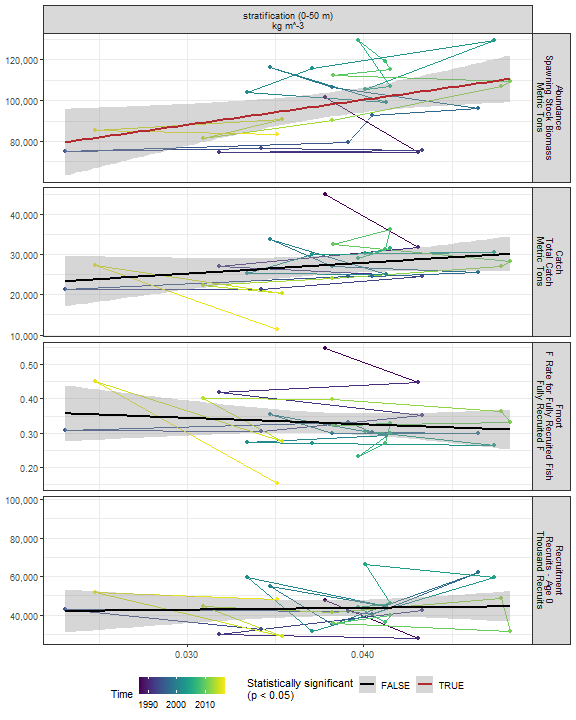 stratification (0-50 m)
kg m^-3
120,000
100,000
80,000
Abundance
Spawning Stock Biomass
Metric Tons
40,000
30,000
20,000
10,000
Catch
Total Catch
Metric Tons
0.50
0.40
0.30
0.20
Fmort
F Rate for Fully Recruited Fish
Fully Recruited F
100,000
80,000
60,000
40,000
Recruitment
Recruits - Age 0
Thousand Recruits
0.030
0.040
Time
1990 2000 2010
Statistically significant
(p < 0.05)
FALSE
TRUE